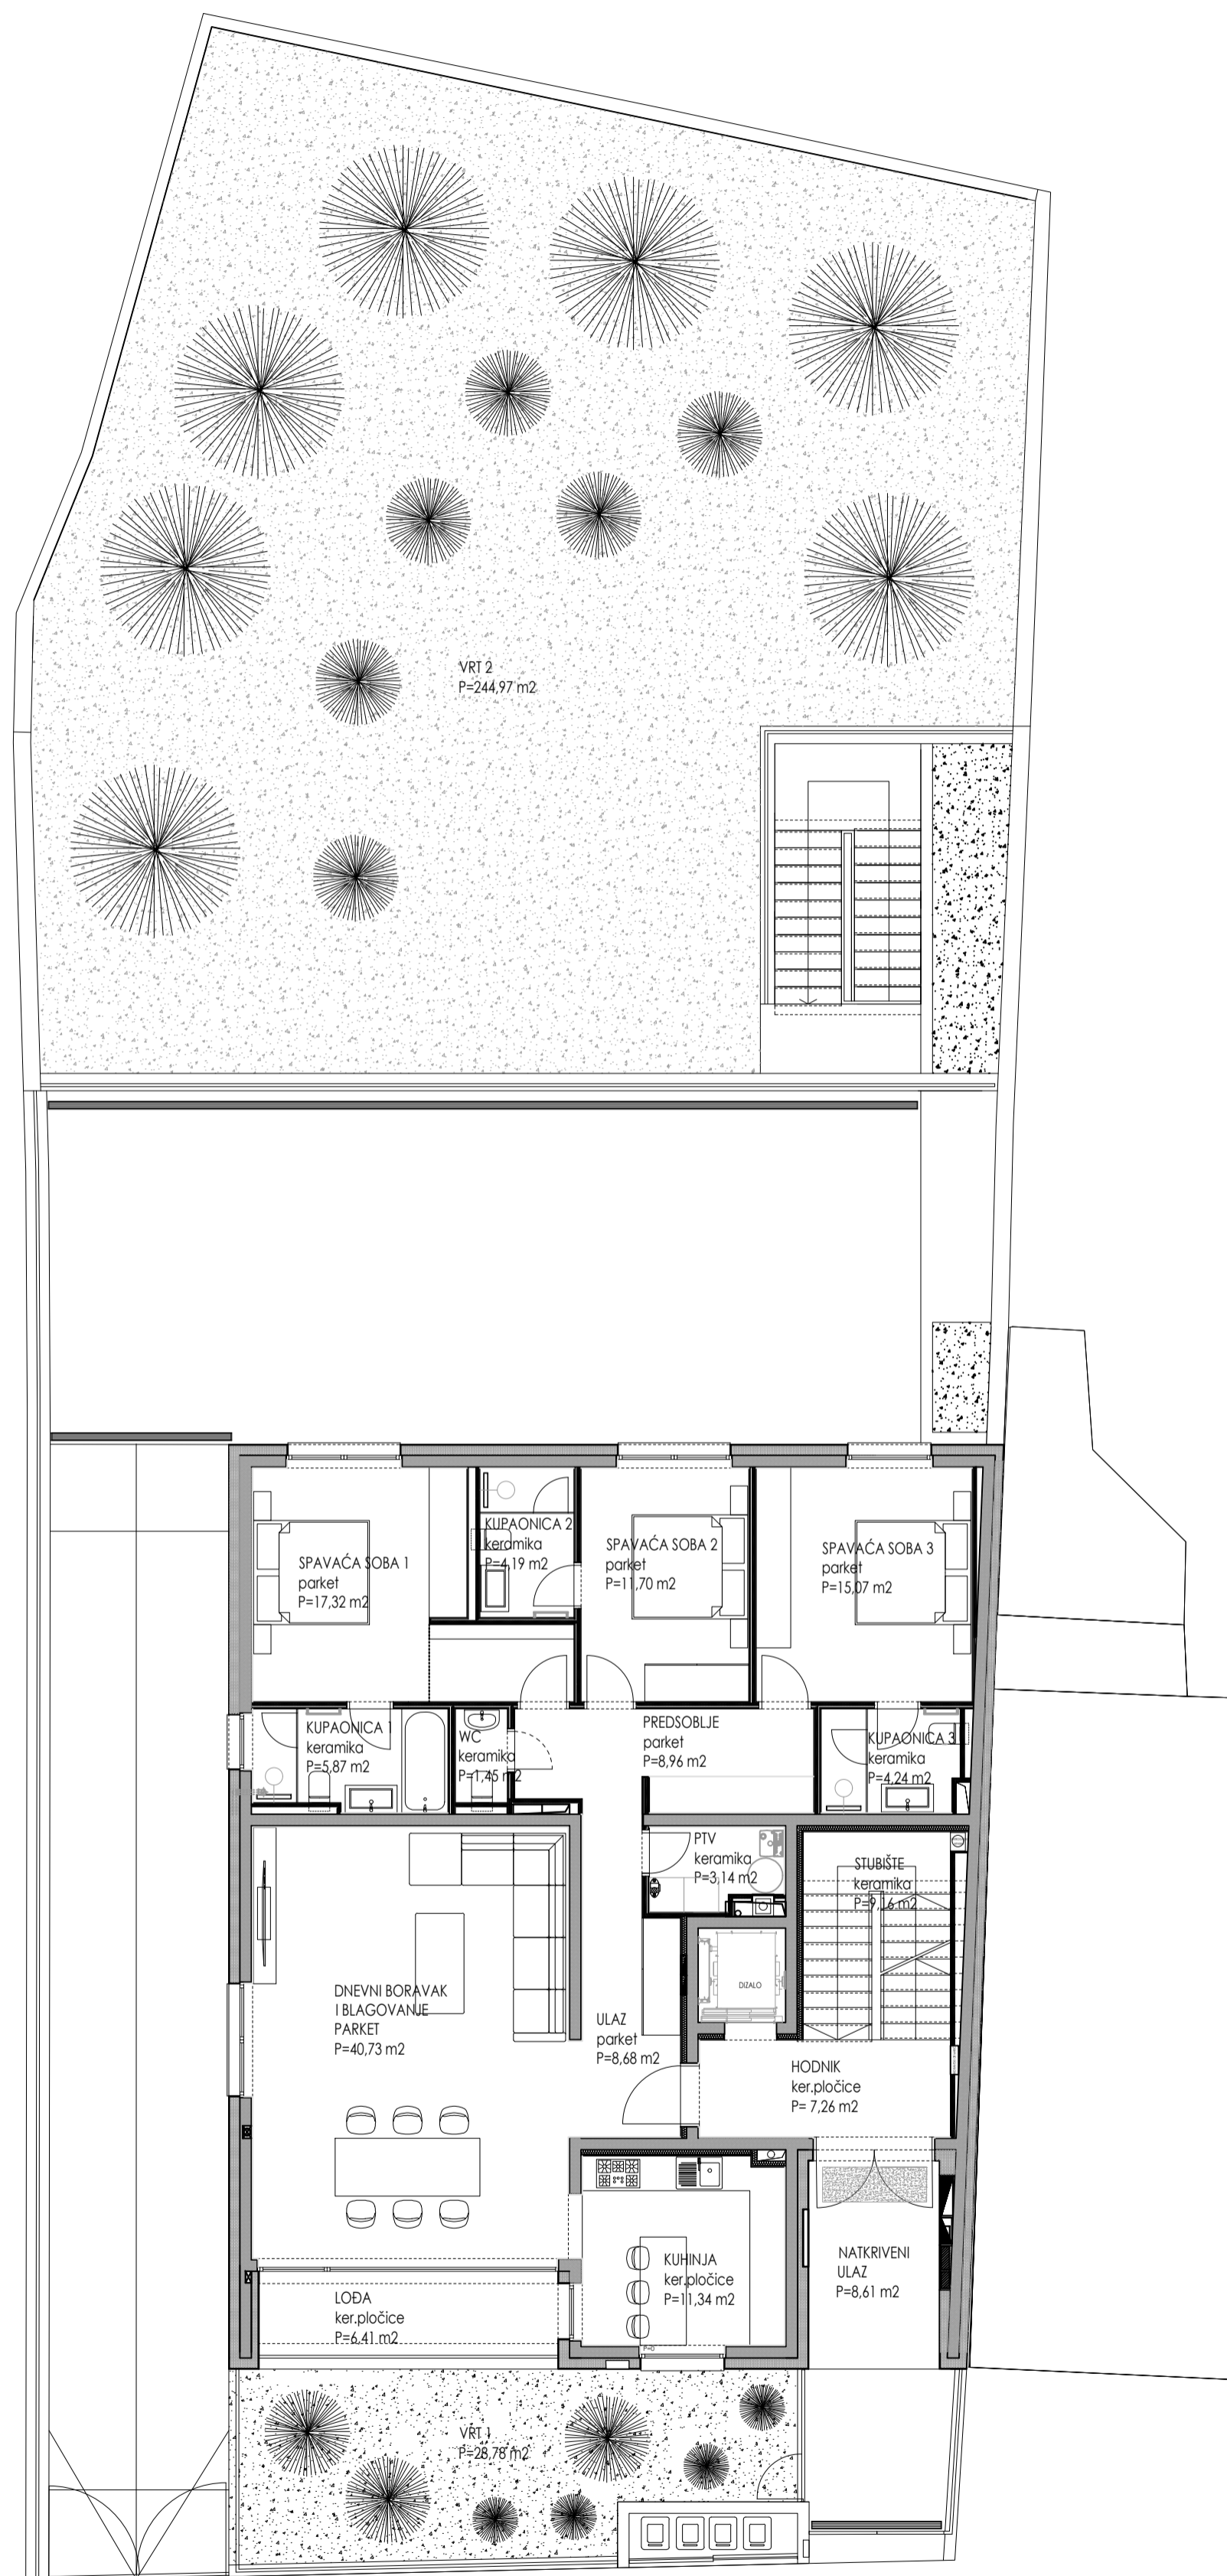 VRT 2
P=244,97 m2
KUPAONICA 2
keramika
P=4,19 m2
SPAVAĆA SOBA 2
parket
P=11,70 m2
SPAVAĆA SOBA 3
parket
P=15,07 m2
SPAVAĆA SOBA 1
parket
P=17,32 m2
KUPAONICA 1
keramika
P=5,87 m2
WC
keramika
P=1,45 m2
PREDSOBLJE
parket
P=8,96 m2
KUPAONICA 3
keramika
P=4,24 m2
PTV
keramika
P=3,14 m2
STUBIŠTE
keramika
P=9,16 m2
DNEVNI BORAVAK
I BLAGOVANJE
PARKET
P=40,73 m2
DIZALO
ULAZ
parket
P=8,68 m2
HODNIK
ker.pločice
P= 7,26 m2
KUHINJA
ker.pločice
P=11,34 m2
NATKRIVENI
ULAZ
P=8,61 m2
LOĐA
ker.pločice
P=6,41 m2
P=0
VRT 1
P=28,78 m2